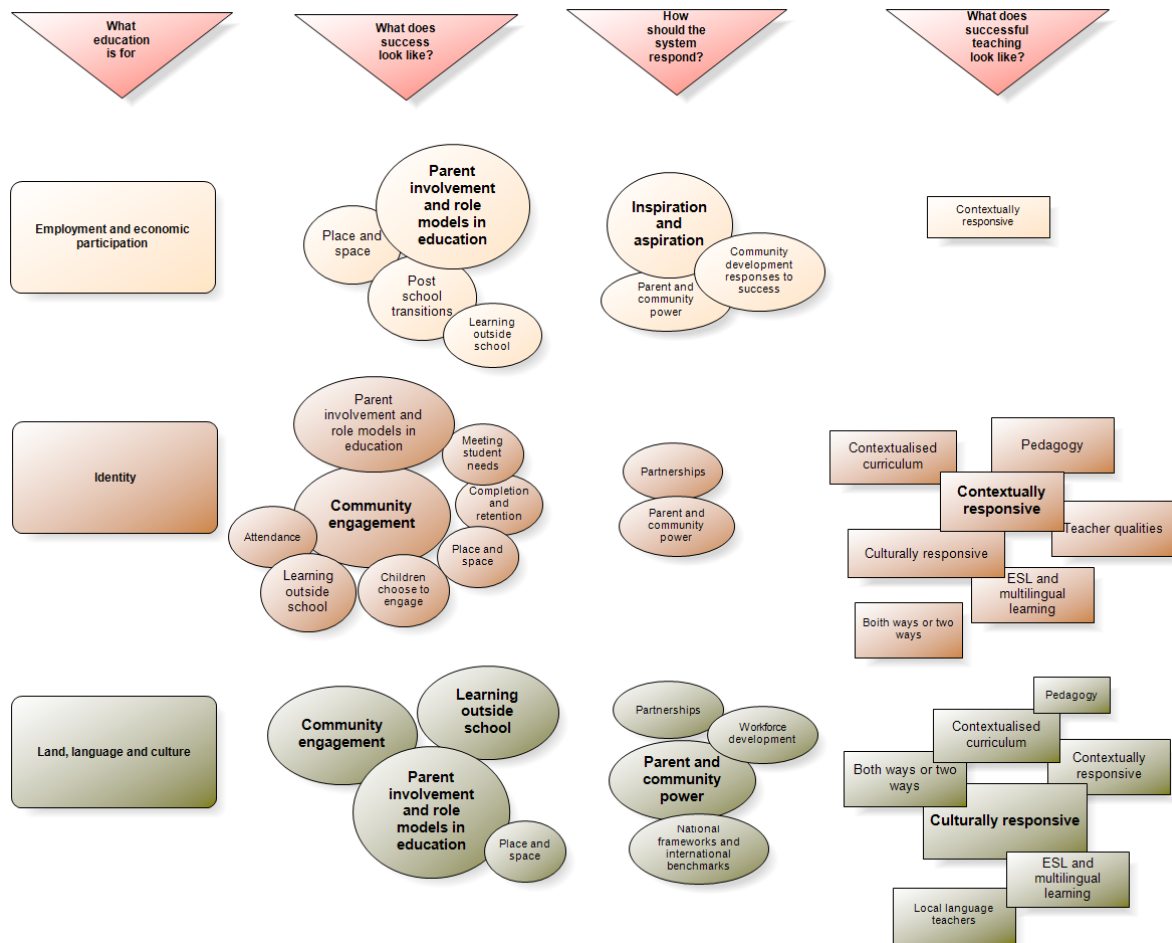 What
education
is for
What does
success
look like?
How
should the
system
respond?
What does
successful
teaching
look like?
Employment and economic
participation
Parent
involvement
and role
models in
education
Place and
space
Post
school
transitions
Learning
outside
school
Inspiration
and
aspiration
Community
development
responses to
success
Parent and
community
power
Contextually
responsive
Identity
Parent
involvement and
role models in
education
Meeting
student
needs
Community
engagement
Completion
and
retention
Attendance
Place and
space
Learning
outside
school
Children
choose to
engage
Partnerships
Parent and
community
power
Contextualised
curriculum
Pedagogy
Contextually
responsive
Teacher qualities
Culturally responsive
ESL and
multilingual
learning
Boith ways or two
ways
Land, language and culture
Community
engagement
Learning
outside
school
Parent
involvement
and role
models in
education
Place and
space
Partnerships
Workforce
development
Parent and
community
power
National
frameworks and
international
benchmarks
Pedagogy
Contextualised
curriculum
Contextually
responsive
Both ways or two
ways
Culturally responsive
ESL and
multilingual
learning
Local language
teachers